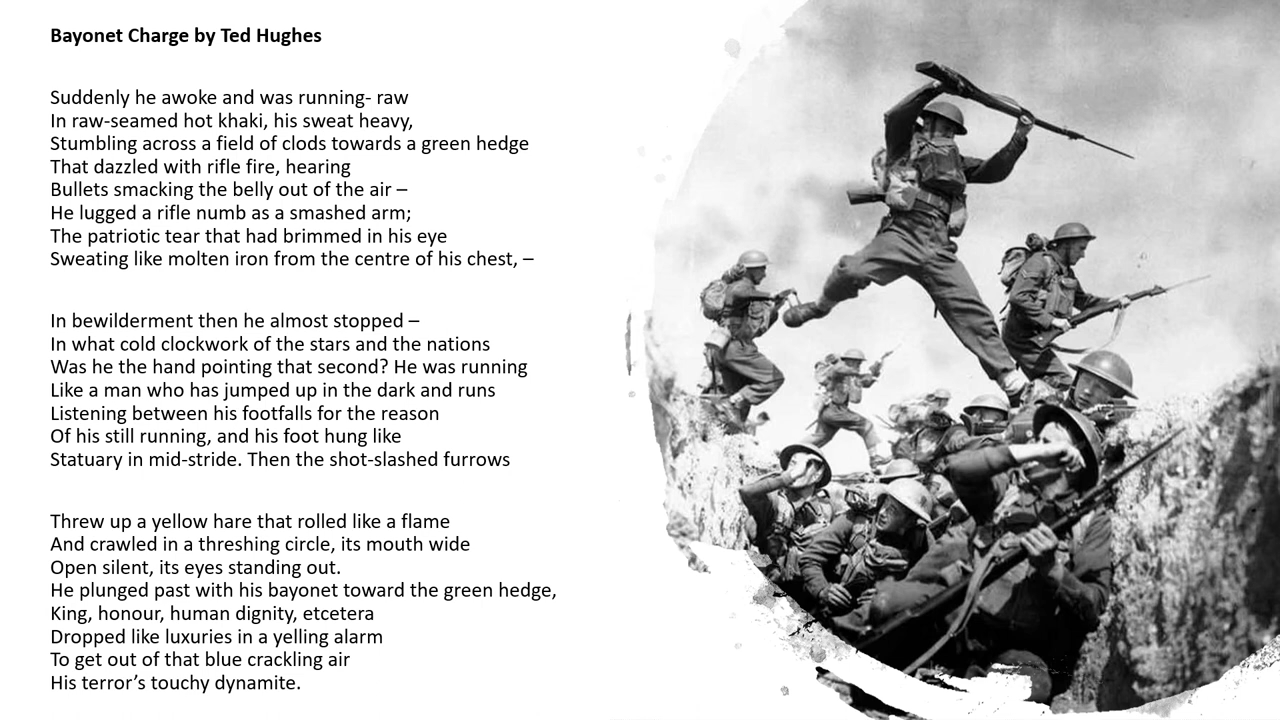 Bayonet Charge by Ted Hughes
Suddenly he awoke and was running- raw
In raw-seamed hot khaki, his sweat heavy,
Stumbling across a field of clods towards a green hedge
That dazzled with rifle fire, hearing
Bullets smacking the belly out of the air –
He lugged a rifle numb as a smashed arm;
The patriotic tear that had brimmed in his eye
Sweating like molten iron from the centre of his chest, –
In bewilderment then he almost stopped –
In what cold clockwork of the stars and the nations
Was he the hand pointing that second? He was running
Like a man who has jumped up in the dark and runs
Listening between his footfalls for the reason
Of his still running, and his foot hung like
Statuary in mid-stride. Then the shot-slashed furrows
Threw up a yellow hare that rolled like a flame
And crawled in a threshing circle, its mouth wide
Open silent, its eyes standing out.
He plunged past with his bayonet toward the green hedge,
King, honour, human dignity, etcetera
Dropped like luxuries in a yelling alarm
To get out of that blue crackling air
His terror’s touchy dynamite.